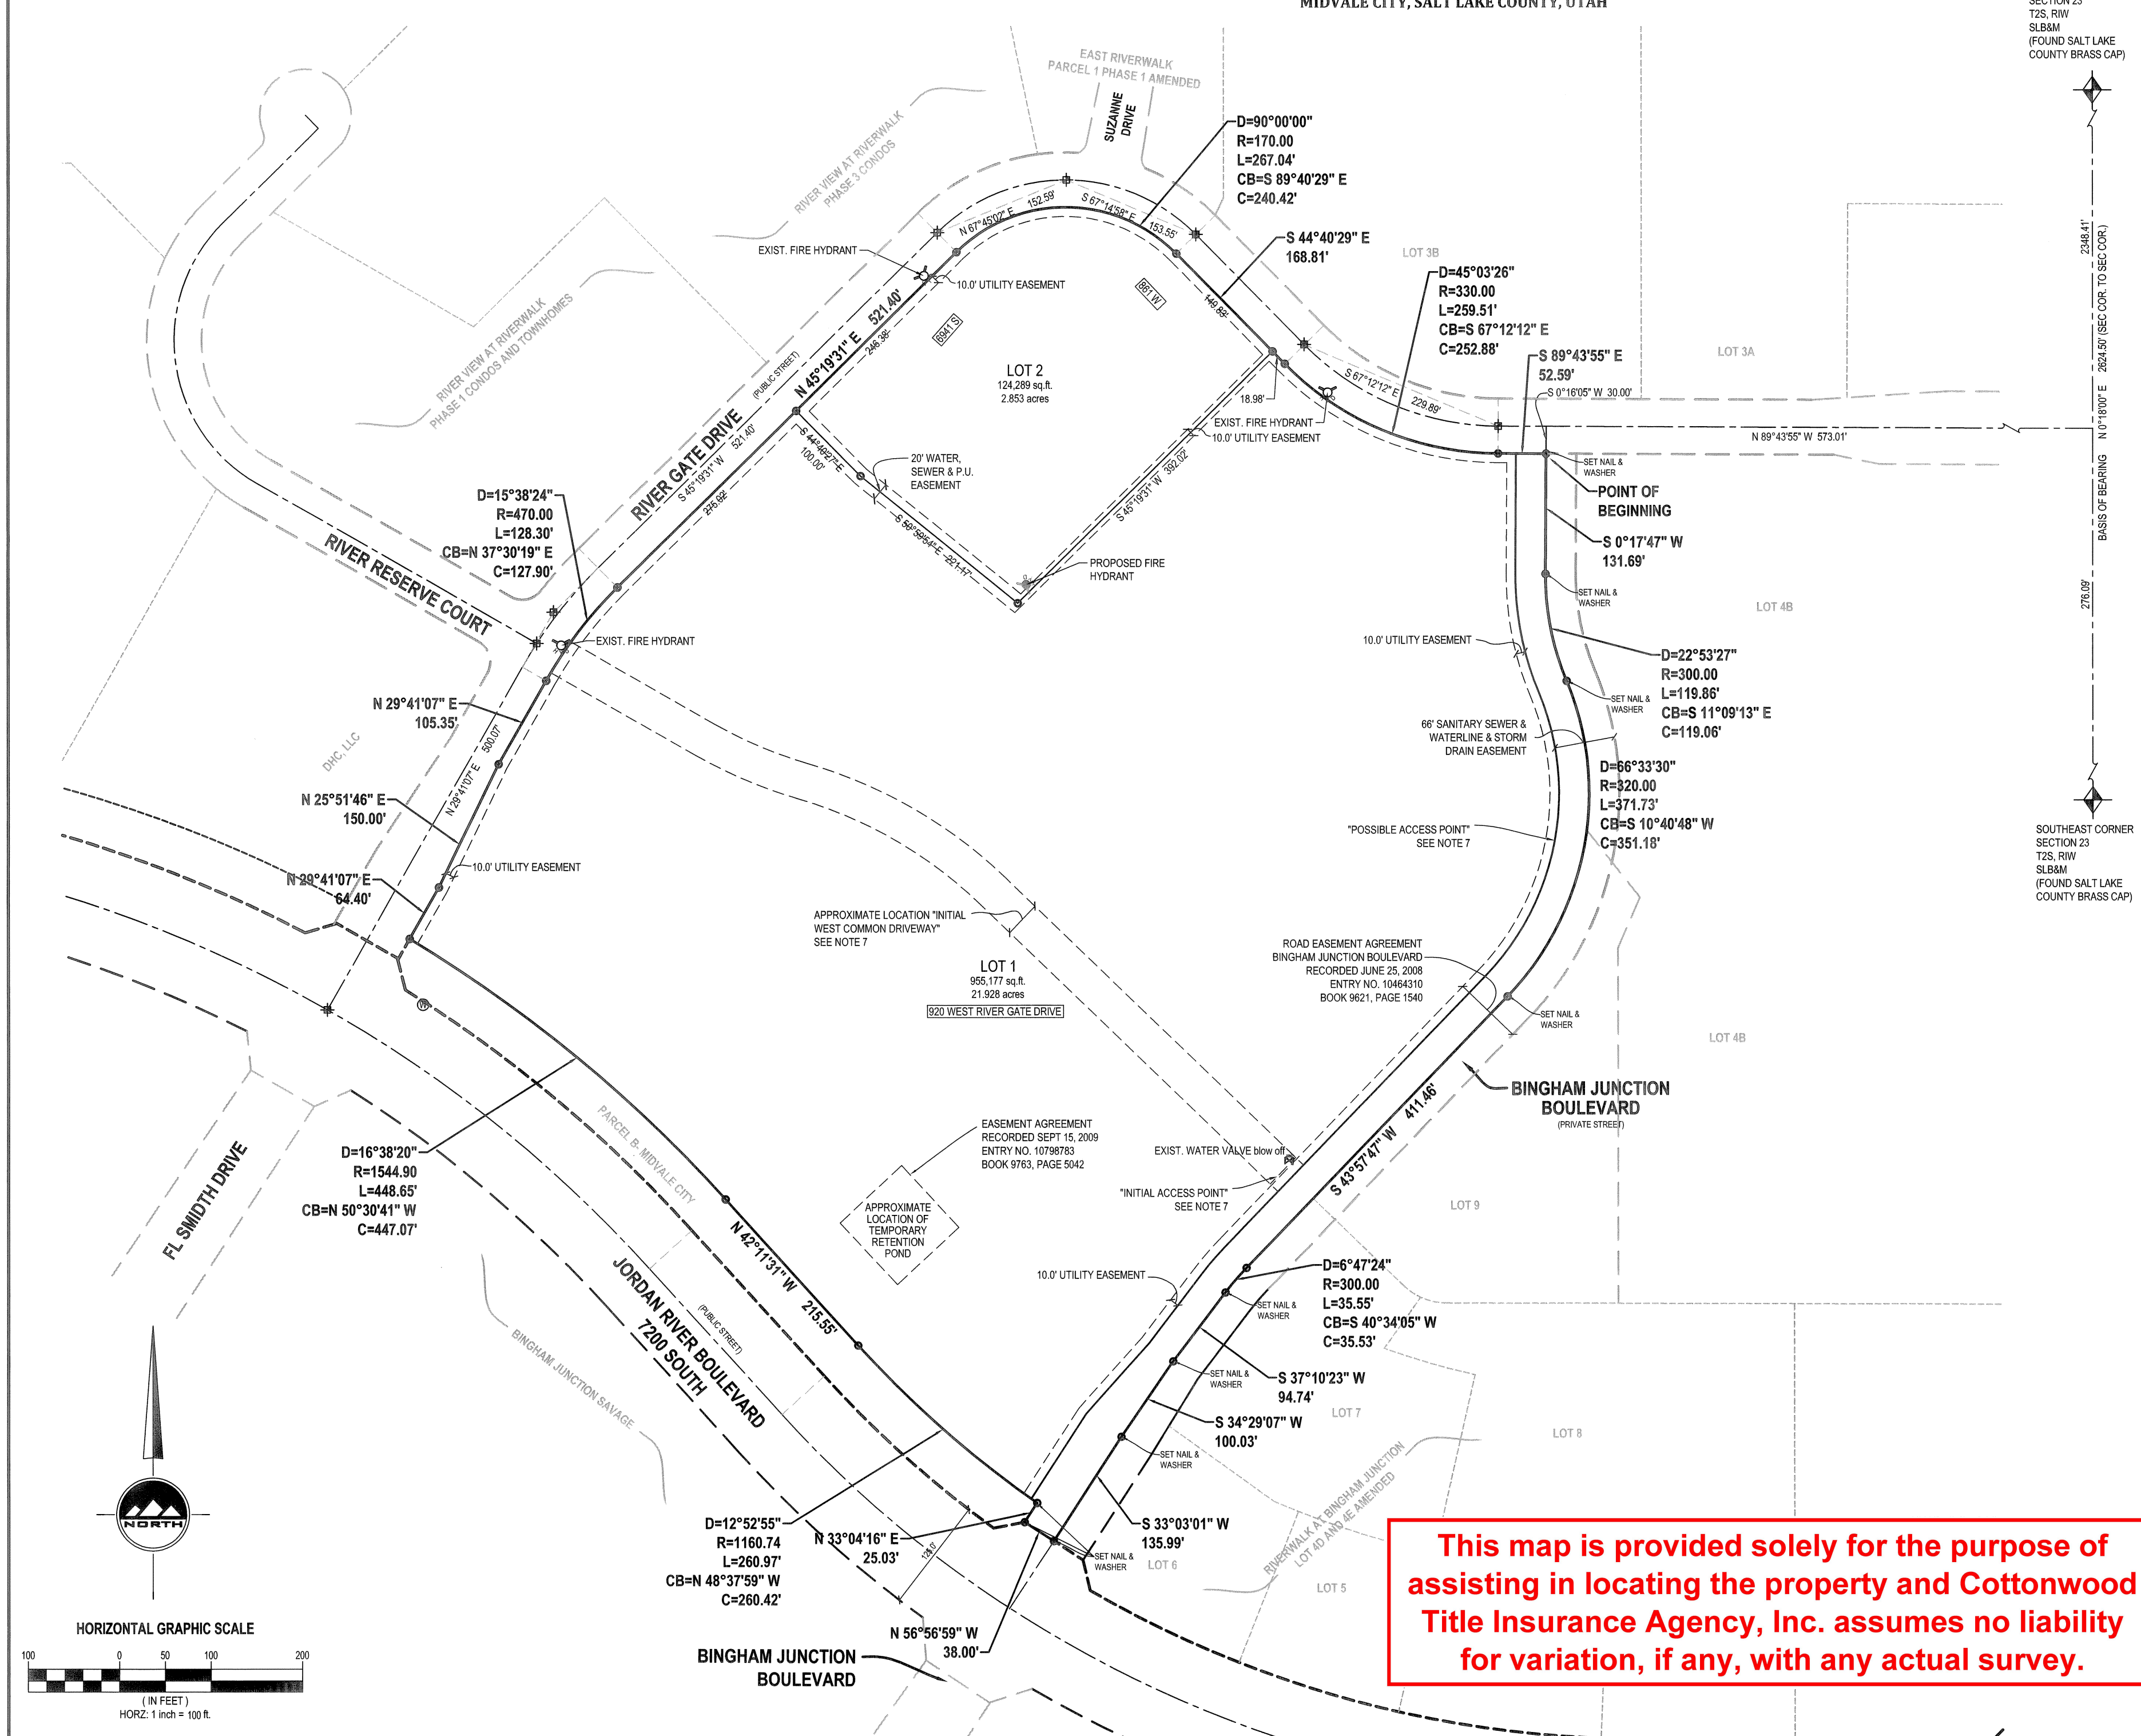 MIDVALE CITY, SALT LAKE COUNTY, UTAH
SECTION 23
T2S, RIW
SLB&M
(FOUND SALT LAKE
COUNTY BRASS CAP)
EAST RIVERWALK
PARCEL 1 PHASE 1 AMENDED
SUZANNE
DRIVE
RIVER VIEW AT RIVERWALK
PHASE 3 CONDOS
D=90°00'00"
R=170.00
L=267.04'
CB=S 89°40'29" E
C=240.42'
N 67°45'02" E 152.59'
S 67°14'58" E 153.55'
S 44°40'29" E
168.81'
LOT 3B
EXIST. FIRE HYDRANT
10.0' UTILITY EASEMENT
861 W
6941 S
149.83'
D=45°03'26"
R=330.00
L=259.51'
CB=S 67°12'12" E
C=252.88'
S 89°43'55" E
52.59'
S 0°16'05" W 30.00'
LOT 3A
2348.41'
BASIS OF BEARING N 0°18'00" E 2624.50' (SEC COR. TO SEC COR.)
276.09'
RIVER VIEW AT RIVERWALK
PHASE 1 CONDOS AND TOWNHOMES
N 45°19'31" E 521.40'
246.38'
(PUBLIC STREET)
RIVER GATE DRIVE
S 45°19'31" W 521.40'
LOT 2
124,289 sq.ft.
2.853 acres
S 67°12'12" E
229.89'
18.98'
EXIST. FIRE HYDRANT
10.0' UTILITY EASEMENT
N 89°43'55" W 573.01'
S 44°40'27" E
100.00'
20' WATER,
SEWER & P.U.
EASEMENT
S 45°19'31" W 392.02'
SET NAIL &
WASHER
POINT OF
BEGINNING
S 0°17'47" W
131.69'
D=15°38'24"
R=470.00
L=128.30'
CB=N 37°30'19" E
C=127.90'
S 50°59'54" E 221.17'
PROPOSED FIRE
HYDRANT
SET NAIL &
WASHER
LOT 4B
RIVER RESERVE COURT
EXIST. FIRE HYDRANT
10.0' UTILITY EASEMENT
D=22°53'27"
R=300.00
L=119.86'
CB=S 11°09'13" E
C=119.06'
SET NAIL &
WASHER
N 29°41'07" E
105.35'
DHC, LLC
N 29°41'07" E 500.07'
66' SANITARY SEWER &
WATERLINE & STORM
DRAIN EASEMENT
D=66°33'30"
R=320.00
L=371.73'
CB=S 10°40'48" W
C=351.18'
N 25°51'46" E
150.00'
"POSSIBLE ACCESS POINT"
SEE NOTE 7
SOUTHEAST CORNER
SECTION 23
T2S, RIW
SLB&M
(FOUND SALT LAKE
COUNTY BRASS CAP)
10.0' UTILITY EASEMENT
N 29°41'07" E
64.40'
APPROXIMATE LOCATION "INITIAL
WEST COMMON DRIVEWAY"
SEE NOTE 7
LOT 1
955,177 sq.ft.
21.928 acres
920 WEST RIVER GATE DRIVE
ROAD EASEMENT AGREEMENT
BINGHAM JUNCTION BOULEVARD
RECORDED JUNE 25, 2008
ENTRY NO. 10464310
BOOK 9621, PAGE 1540
SET NAIL &
WASHER
LOT 4B
BINGHAM JUNCTION
BOULEVARD
(PRIVATE STREET)
S 43°57'47" W 411.46'
FL SMIDTH DRIVE
D=16°38'20"
R=1544.90
L=448.65'
CB=N 50°30'41" W
C=447.07'
PARCEL B- MIDVALE CITY
EASEMENT AGREEMENT
RECORDED SEPT 15, 2009
ENTRY NO. 10798783
BOOK 9763, PAGE 5042
EXIST. WATER VALVE blow off
"INITIAL ACCESS POINT"
SEE NOTE 7
APPROXIMATE
LOCATION OF
TEMPORARY
RETENTION
POND
LOT 9
N 42°11'31" W 215.55'
JORDAN RIVER BOULEVARD
7200 SOUTH
(PUBLIC STREET)
10.0' UTILITY EASEMENT
D=6°47'24"
R=300.00
L=35.55'
CB=S 40°34'05" W
C=35.53'
SET NAIL &
WASHER
BINGHAM JUNCTION SAVAGE
SET NAIL &
WASHER
S 37°10'23" W
94.74'
LOT 7
S 34°29'07" W
100.03'
LOT 8
SET NAIL &
WASHER
RIVERWALK AT BINGHAM JUNCTION
LOT 4D AND 4E AMENDED
NORTH
D=12°52'55"
R=1160.74
L=260.97'
CB=N 48°37'59" W
C=260.42'
N 33°04'16" E
25.03'
S 33°03'01" W
135.99'
SET NAIL &
WASHER
LOT 6
LOT 5
N 56°56'59" W
38.00'
BINGHAM JUNCTION
BOULEVARD
HORIZONTAL GRAPHIC SCALE
100 0 50 100 200
( IN FEET )
HORZ: 1 inch = 100 ft.
This map is provided solely for the purpose of
assisting in locating the property and Cottonwood
Title Insurance Agency, Inc. assumes no liability
for variation, if any, with any actual survey.